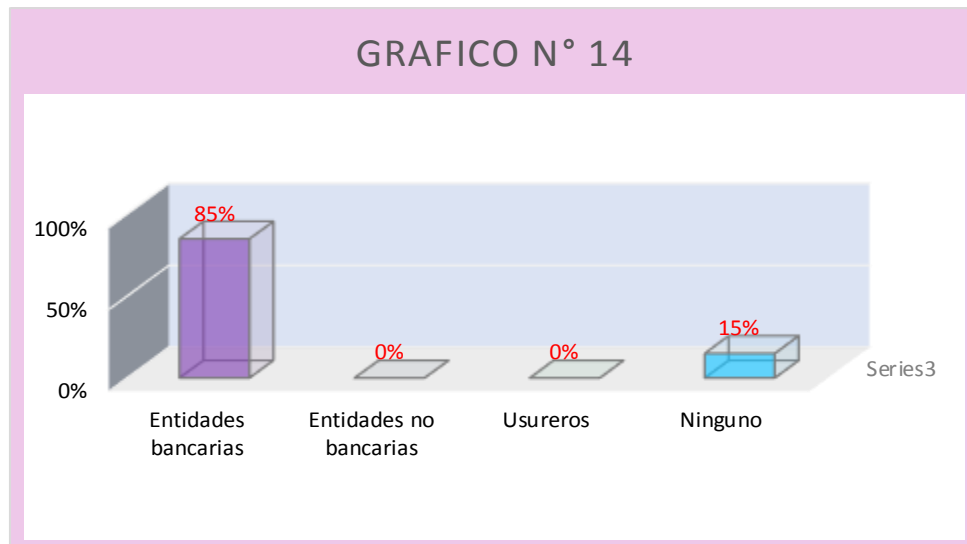 GRAFICO N° 14
85%
0%
0%
15%
100%
50%
0%
Series3
Entidades bancarias
Entidades no bancarias
Usureros
Ninguno